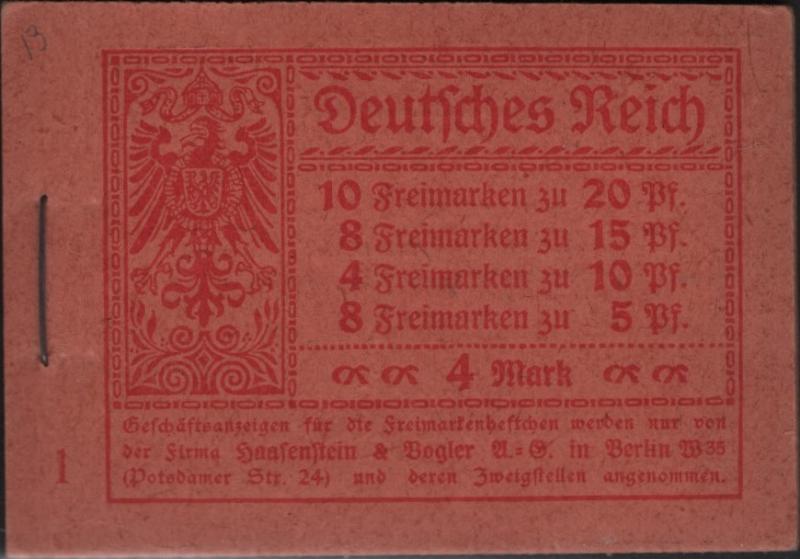 13
Deutsches Reich
10 Freimarken zu 20 Pf.
8 Freimarken zu 15 Pf.
4 Freimarken zu 10 Pf.
8 Freimarken zu 5 Pf.
4 Mark
Geschäftsanzeigen für die Freimarkenheftchen werden nur von
der Firma Haasenstein & Vogler A.=G. in Berlin W35
(Potsdamer Str. 24) und deren Zweigstellen angenommen.
1